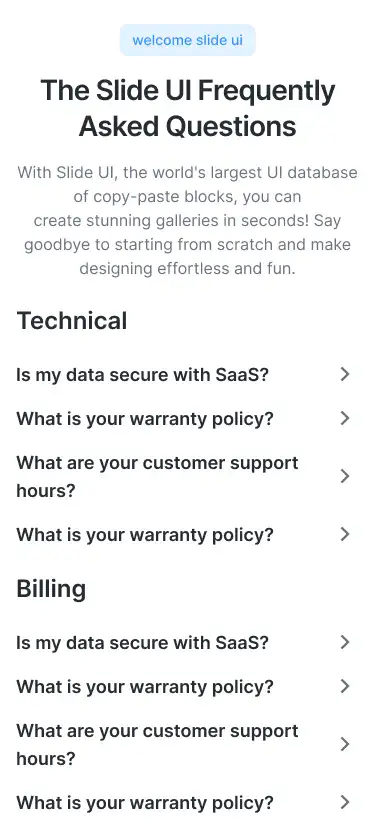 welcome slide ui
The Slide UI Frequently
Asked Questions
With Slide UI, the world's largest UI database
of copy-paste blocks, you can
create stunning galleries in seconds! Say
goodbye to starting from scratch and make
designing effortless and fun.
Technical
Is my data secure with SaaS?
What is your warranty policy?
What are your customer support
hours?
What is your warranty policy?
Billing
Is my data secure with SaaS?
What is your warranty policy?
What are your customer support
hours?
What is your warranty policy?